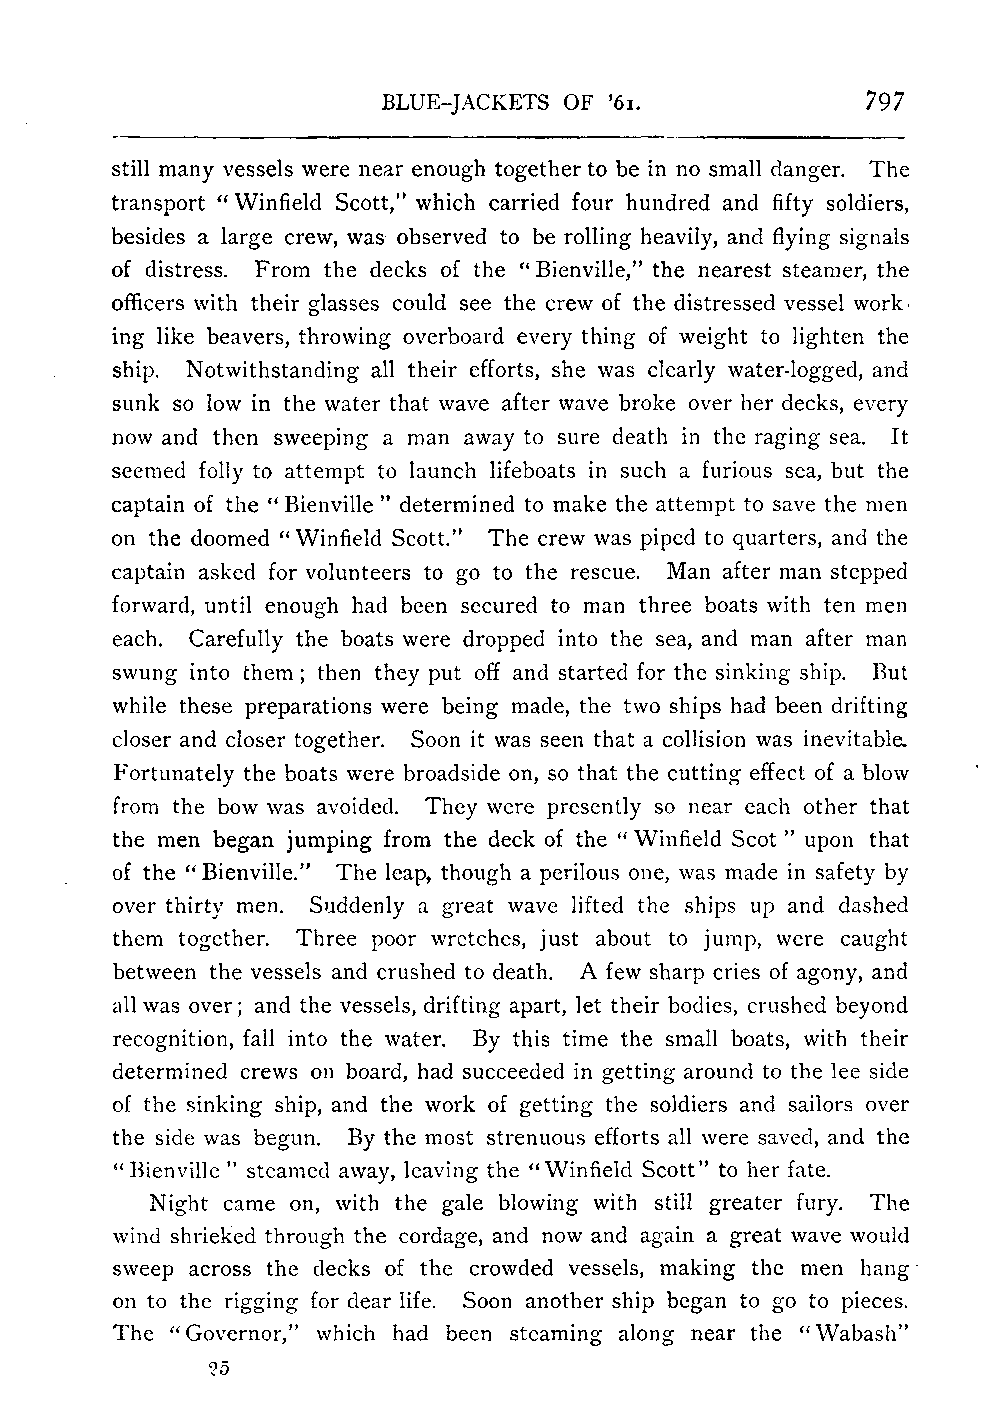 BLUE-JACKETS OF '61. 797
still many vessels were near enough together to be in no small danger. The
transport "Winfield Scott," which carried four hundred and fifty soldiers,
besides a large crew, was observed to be rolling heavily, and flying signals
of distress. From the decks of the "Bienville," the nearest steamer, the
officers with their glasses could see the crew of the distressed vessel work-
ing like beavers, throwing overboard every thing of weight to lighten the
ship. Notwithstanding all their efforts, she was clearly water-logged, and
sunk so low in the water that wave after wave broke over her decks, every
now and then sweeping a man away to sure death in the raging sea. It
seemed folly to attempt to launch lifeboats in such a furious sea, but the
captain of the "Bienville" determined to make the attempt to save the men
on the doomed "Winfield Scott." The crew was piped to quarters, and the
captain asked for volunteers to go to the rescue. Man after man stepped
forward, until enough had been secured to man three boats with ten men
each. Carefully the boats were dropped into the sea, and man after man
swung into them; then they put off and started for the sinking ship. But
while these preparations were being made, the two ships had been drifting
closer and closer together. Soon it was seen that a collision was inevitable.
Fortunately the boats were broadside on, so that the cutting effect of a blow
from the bow was avoided. They were presently so near each other that
the men began jumping from the deck of the "Winfield Scot" upon that
of the "Bienville." The leap, though a perilous one, was made in safety by
over thirty men. Suddenly a great wave lifted the ships up and dashed
them together. Three poor wretches, just about to jump, were caught
between the vessels and crushed to death. A few sharp cries of agony, and
all was over; and the vessels, drifting apart, let their bodies, crushed beyond
recognition, fall into the water. By this time the small boats, with their
determined crews on board, had succeeded in getting around to the lee side
of the sinking ship, and the work of getting the soldiers and sailors over
the side was begun. By the most strenuous efforts all were saved, and the
"Bienville" steamed away, leaving the "Winfield Scott" to her fate.
Night came on, with the gale blowing with still greater fury. The
wind shrieked through the cordage, and now and again a great wave would
sweep across the decks of the crowded vessels, making the men hang
on to the rigging for dear life. Soon another ship began to go to pieces.
The "Governor," which had been steaming along near the "Wabash"
25